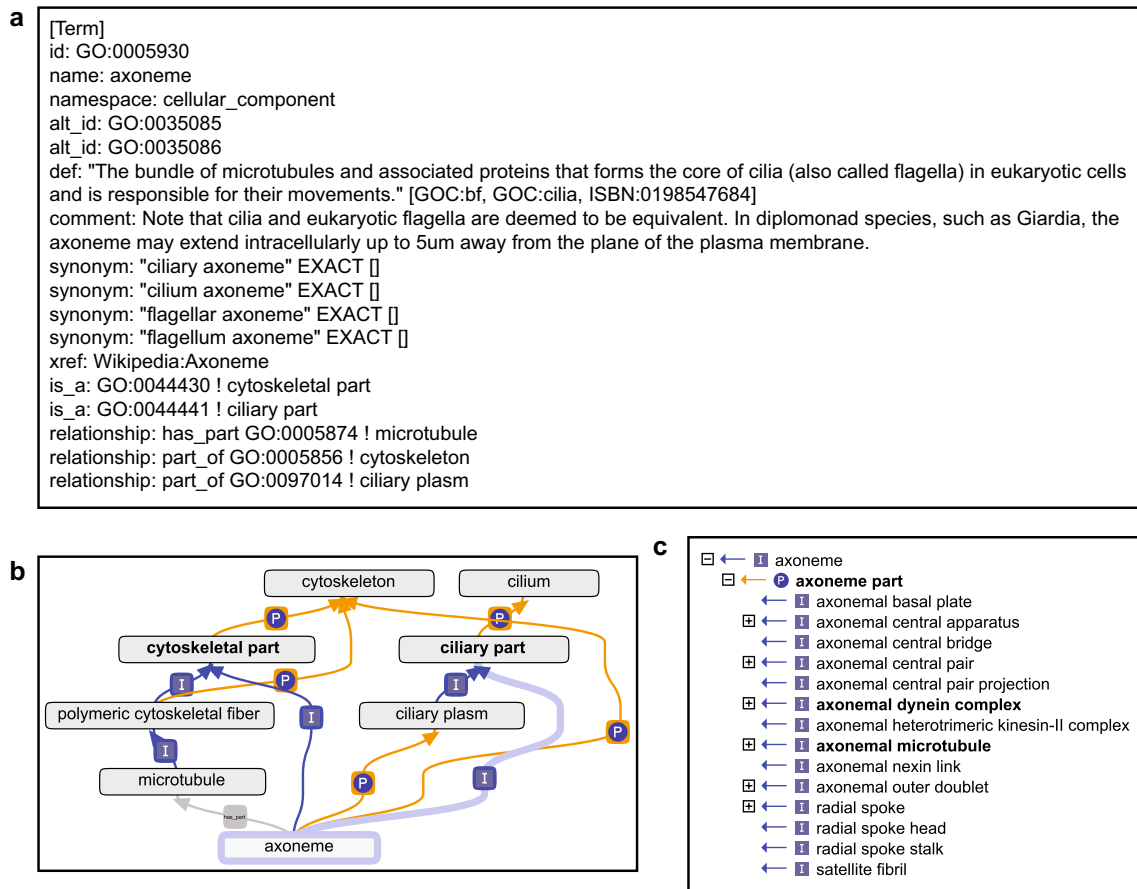 a
[Term]
id: GO:0005930
name: axoneme
namespace: cellular_component
alt_id: GO:0035085
alt_id: GO:0035086
def: "The bundle of microtubules and associated proteins that forms the core of cilia (also called flagella) in eukaryotic cells
and is responsible for their movements." [GOC:bf, GOC:cilia, ISBN:0198547684]
comment: Note that cilia and eukaryotic flagella are deemed to be equivalent. In diplomonad species, such as Giardia, the
axoneme may extend intracellularly up to 5um away from the plane of the plasma membrane.
synonym: "ciliary axoneme" EXACT []
synonym: "cilium axoneme" EXACT []
synonym: "flagellar axoneme" EXACT []
synonym: "flagellum axoneme" EXACT []
xref: Wikipedia:Axoneme
is_a: GO:0044430 ! cytoskeletal part
is_a: GO:0044441 ! ciliary part
relationship: has_part GO:0005874 ! microtubule
relationship: part_of GO:0005856 ! cytoskeleton
relationship: part_of GO:0097014 ! ciliary plasm
b
cytoskeleton
cilium
P
P
cytoskeletal part
ciliary part
I
P
I
polymeric cytoskeletal fiber
I
ciliary plasm
P
I
microtubule
P
I
has_part
axoneme
c
I axoneme
P axoneme part
I axonemal basal plate
I axonemal central apparatus
I axonemal central bridge
I axonemal central pair
I axonemal central pair projection
I axonemal dynein complex
I axonemal heterotrimeric kinesin-II complex
I axonemal microtubule
I axonemal nexin link
I axonemal outer doublet
I radial spoke
I radial spoke head
I radial spoke stalk
I satellite fibril